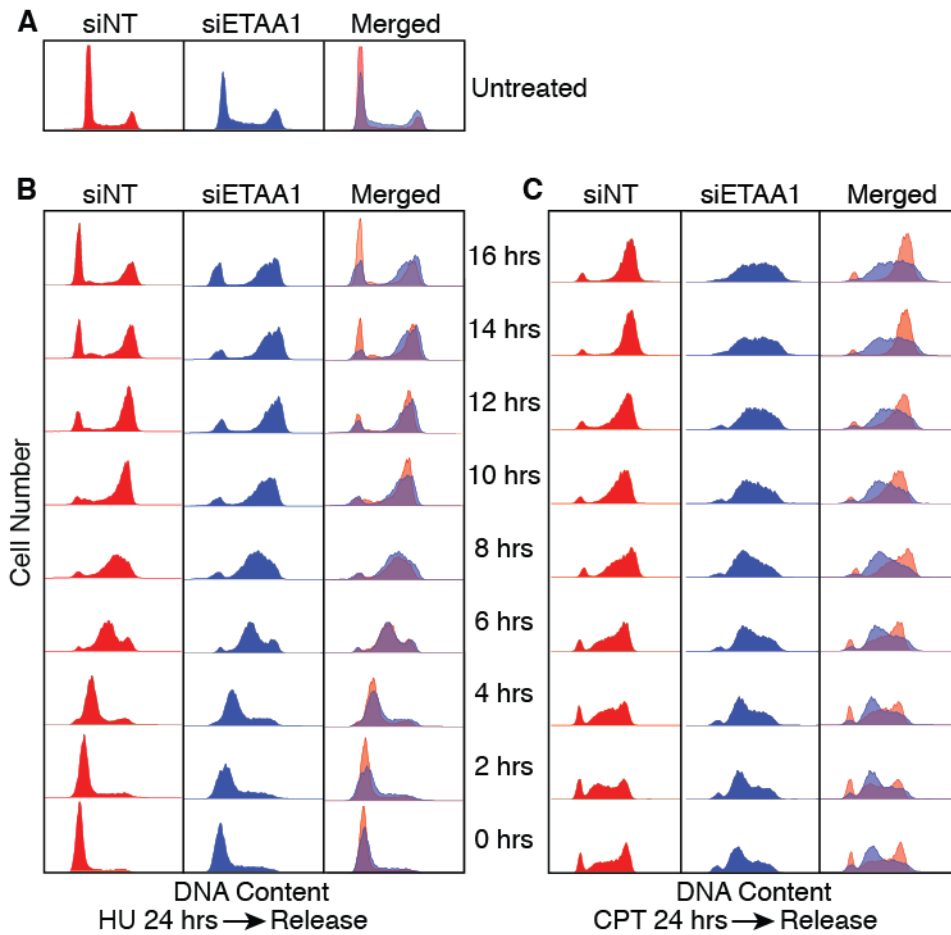 A
siNT siETAA1 Merged
Untreated
B
siNT siETAA1 Merged
C
siNT siETAA1 Merged
16 hrs
14 hrs
12 hrs
10 hrs
8 hrs
6 hrs
4 hrs
2 hrs
0 hrs
Cell Number
DNA Content
HU 24 hrs → Release
DNA Content
CPT 24 hrs → Release